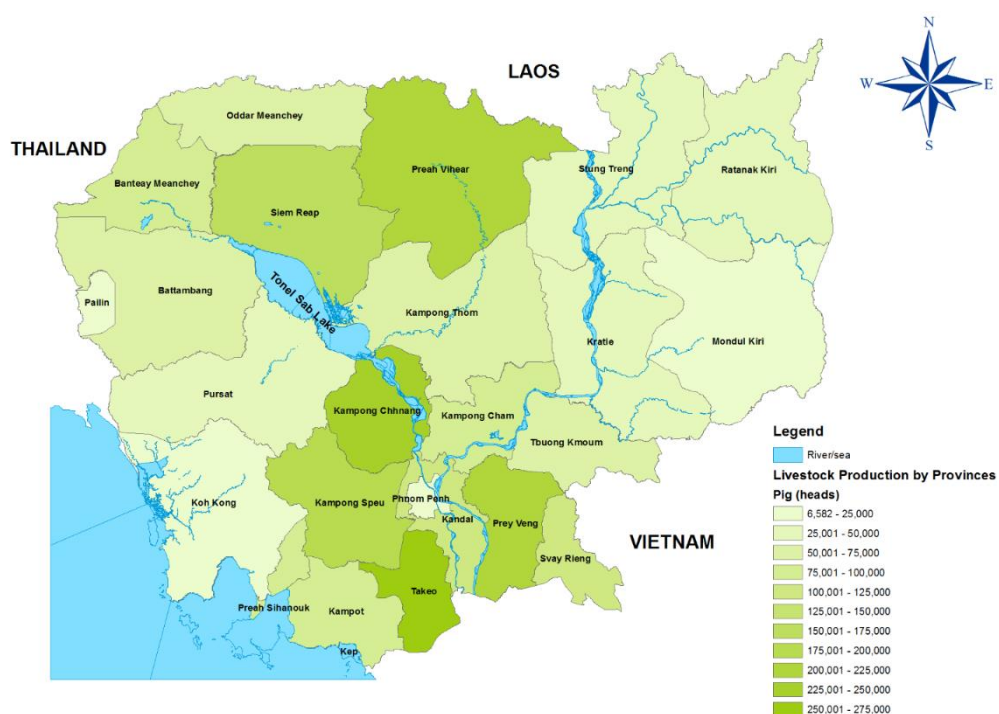 N
W E
S
LAOS
THAILAND
VIETNAM
Oddar Meanchey
Preah Vihear
Stung Treng
Ratanak Kiri
Banteay Meanchey
Siem Reap
Battambang
Pailin
Tonel Sab Lake
Kampong Thom
Kratie
Mondul Kiri
Pursat
Kampong Chhnang
Kampong Cham
Tbuong Kmoum
Koh Kong
Kampong Speu
Phnom Penh
Kandal
Prey Veng
Svay Rieng
Takeo
Preah Sihanouk
Kampot
Kep
Legend
River/sea
Livestock Production by Provinces
Pig (heads)
6,582 - 25,000
25,001 - 50,000
50,001 - 75,000
75,001 - 100,000
100,001 - 125,000
125,001 - 150,000
150,001 - 175,000
175,001 - 200,000
200,001 - 225,000
225,001 - 250,000
250,001 - 275,000